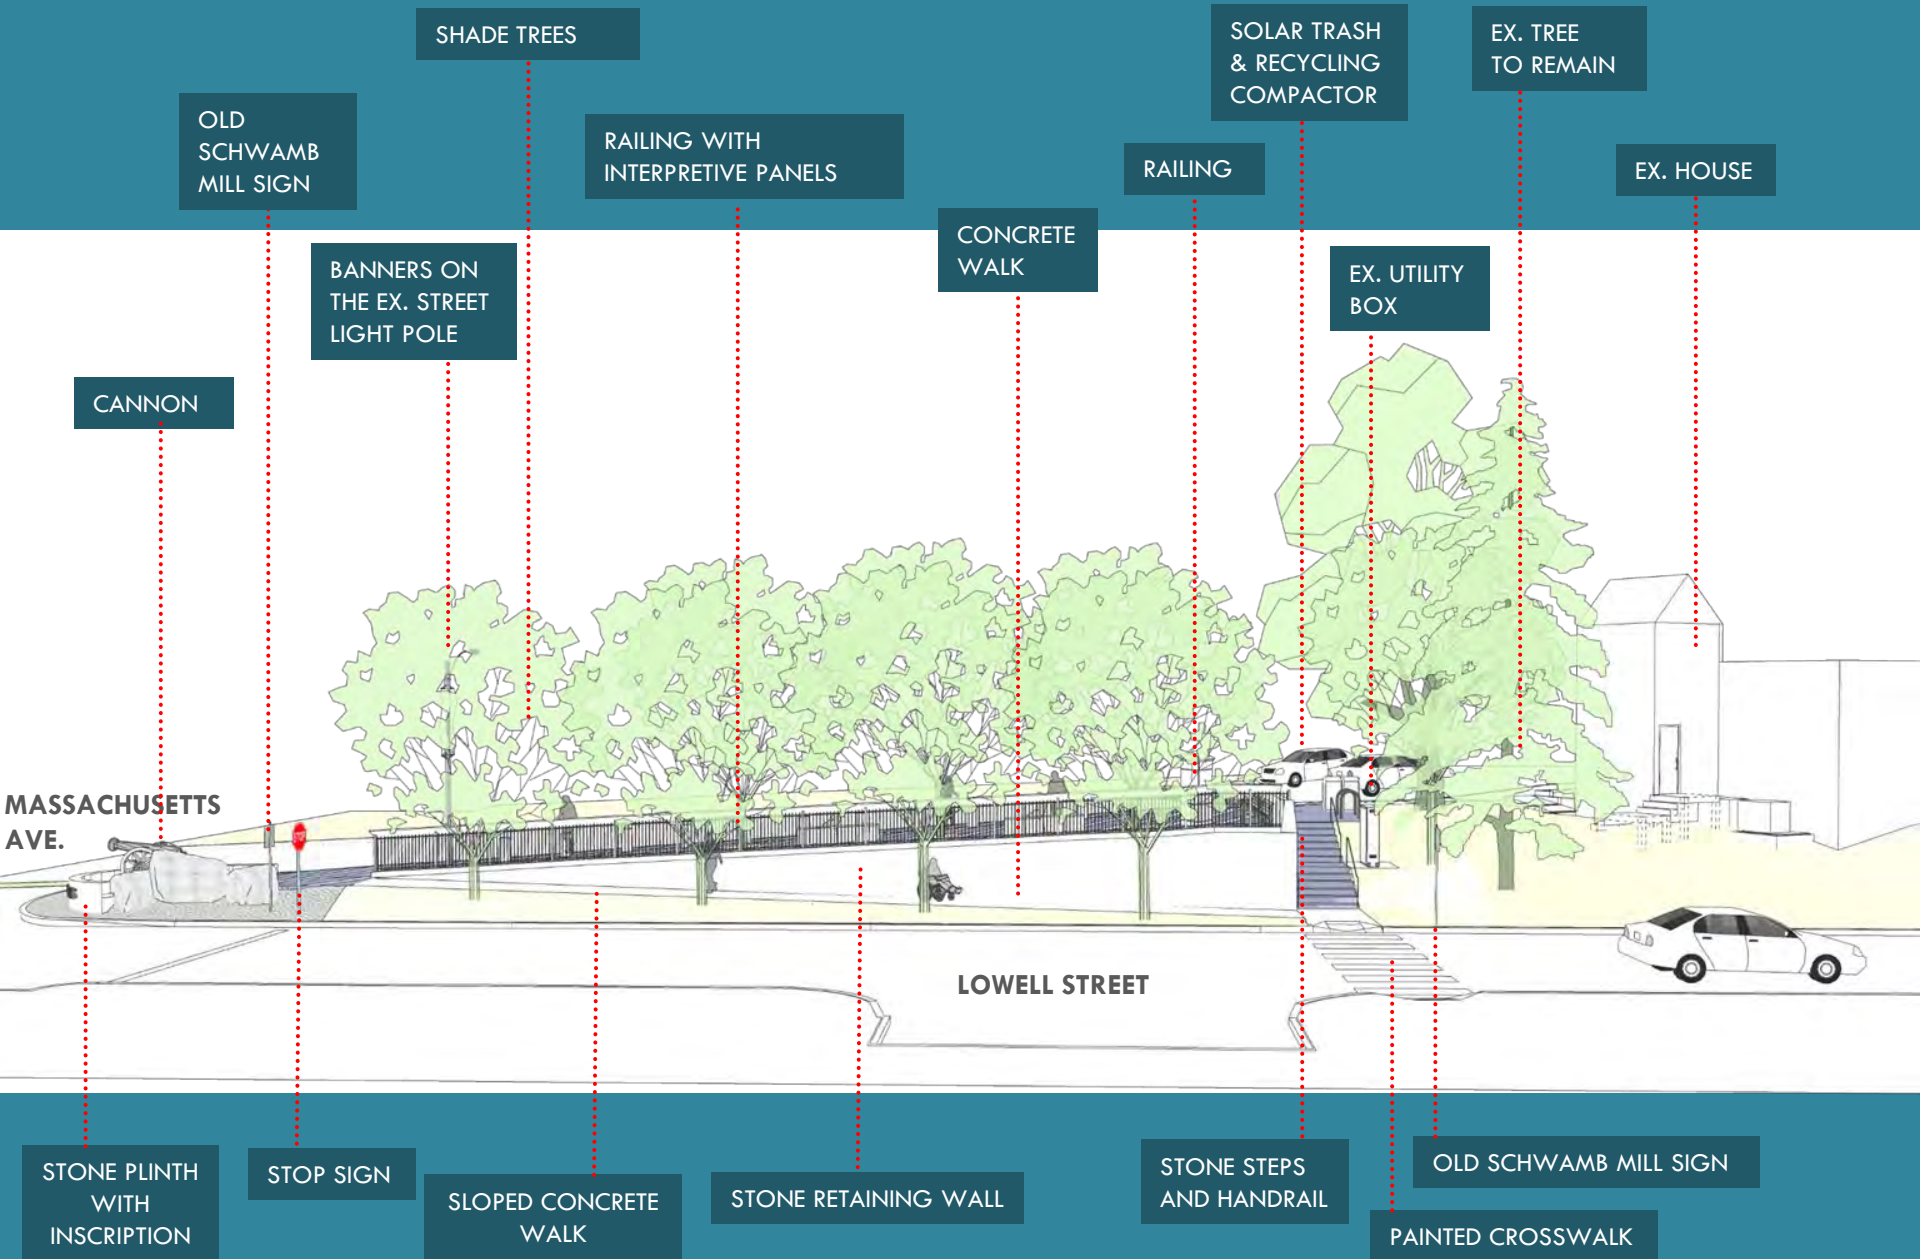 SHADE TREES
SOLAR TRASH
& RECYCLING
COMPACTOR
EX. TREE
TO REMAIN
OLD
SCHWAMB
MILL SIGN
RAILING WITH
INTERPRETIVE PANELS
RAILING
EX. HOUSE
CONCRETE
WALK
BANNERS ON
THE EX. STREET
LIGHT POLE
EX. UTILITY
BOX
CANNON
MASSACHUSETTS
AVE.
LOWELL STREET
STONE PLINTH
WITH
INSCRIPTION
STOP SIGN
SLOPED CONCRETE
WALK
STONE RETAINING WALL
STONE STEPS
AND HANDRAIL
OLD SCHWAMB MILL SIGN
PAINTED CROSSWALK